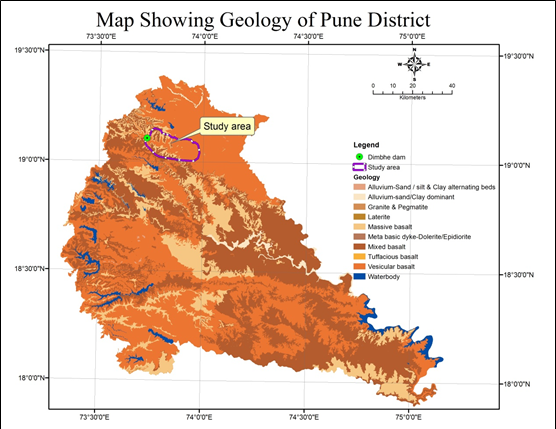 Map Showing Geology of Pune District
73°30'0"E 74°0'0"E 74°30'0"E 75°0'0"E
19°30'0"N 19°30'0"N
N
W E
S
0 10 20 40
Kilometers
Study area
19°0'0"N 19°0'0"N
Legend
Dimbhe dam
Study area
Geology
Alluvium-Sand / silt & Clay alternating beds
Alluvium-sand/Clay dominant
Granite & Pegmatite
Laterite
Massive basalt
Meta basic dyke-Dolerite/Epidiorite
Mixed basalt
Tuffacious basalt
Vesicular basalt
Waterbody
18°30'0"N 18°30'0"N
18°0'0"N 18°0'0"N
73°30'0"E 74°0'0"E 74°30'0"E 75°0'0"E